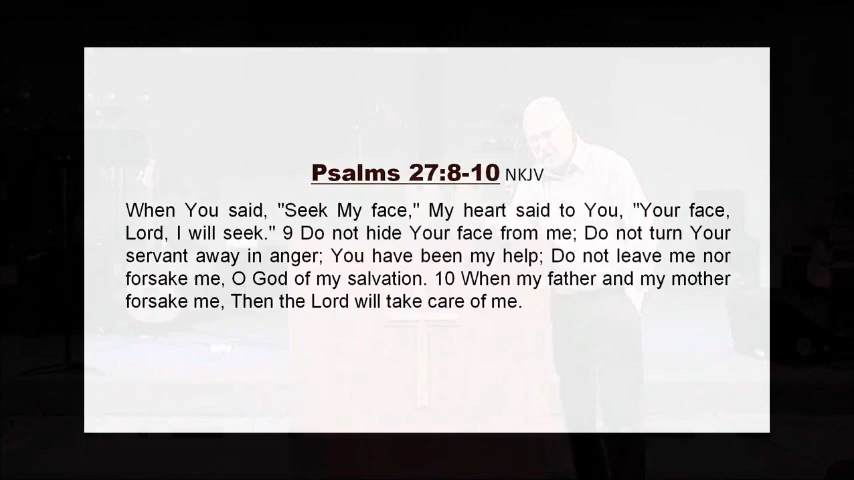 Psalms 27:8-10 NKJV
When You said, "Seek My face," My heart said to You, "Your face,
Lord, I will seek." 9 Do not hide Your face from me; Do not turn Your
servant away in anger; You have been my help; Do not leave me nor
forsake me, O God of my salvation. 10 When my father and my mother
forsake me, Then the Lord will take care of me.